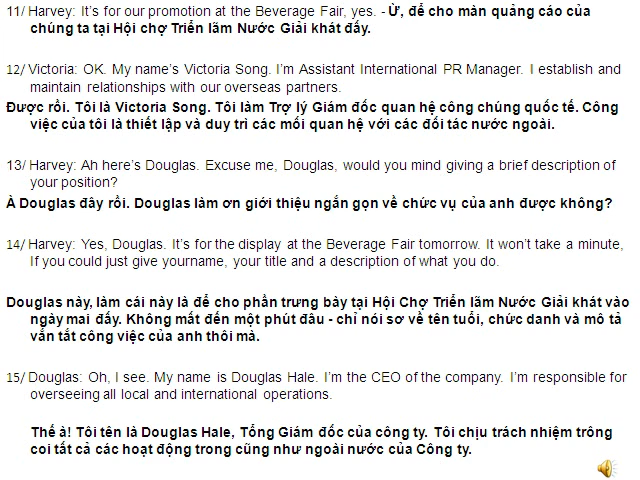 11/ Harvey: It's for our promotion at the Beverage Fair, yes. - Ừ, để cho màn quảng cáo của
chúng ta tại Hội chợ Triển lãm Nước Giải khát đấy.
12/ Victoria: OK. My name's Victoria Song. I'm Assistant International PR Manager. I establish and
maintain relationships with our overseas partners.
Được rồi. Tôi là Victoria Song. Tôi làm Trợ lý Giám đốc quan hệ công chúng quốc tế. Công
việc của tôi là thiết lập và duy trì các mối quan hệ với các đối tác nước ngoài.
13/ Harvey: Ah here's Douglas. Excuse me, Douglas, would you mind giving a brief description of
your position?
À Douglas đây rồi. Douglas làm ơn giới thiệu ngắn gọn về chức vụ của anh được không?
14/ Harvey: Yes, Douglas. It's for the display at the Beverage Fair tomorrow. It won't take a minute,
If you could just give yourname, your title and a description of what you do.
Douglas này, làm cái này là để cho phần trưng bày tại Hội Chợ Triển lãm Nước Giải khát vào
ngày mai đấy. Không mất đến một phút đâu - chỉ nói sơ về tên tuổi, chức danh và mô tả
vắn tắt công việc của anh thôi mà.
15/ Douglas: Oh, I see. My name is Douglas Hale. I'm the CEO of the company. I'm responsible for
overseeing all local and international operations.
Thế à! Tôi tên là Douglas Hale, Tổng Giám đốc của công ty. Tôi chịu trách nhiệm trông
coi tất cả các hoạt động trong cũng như ngoài nước của Công ty.